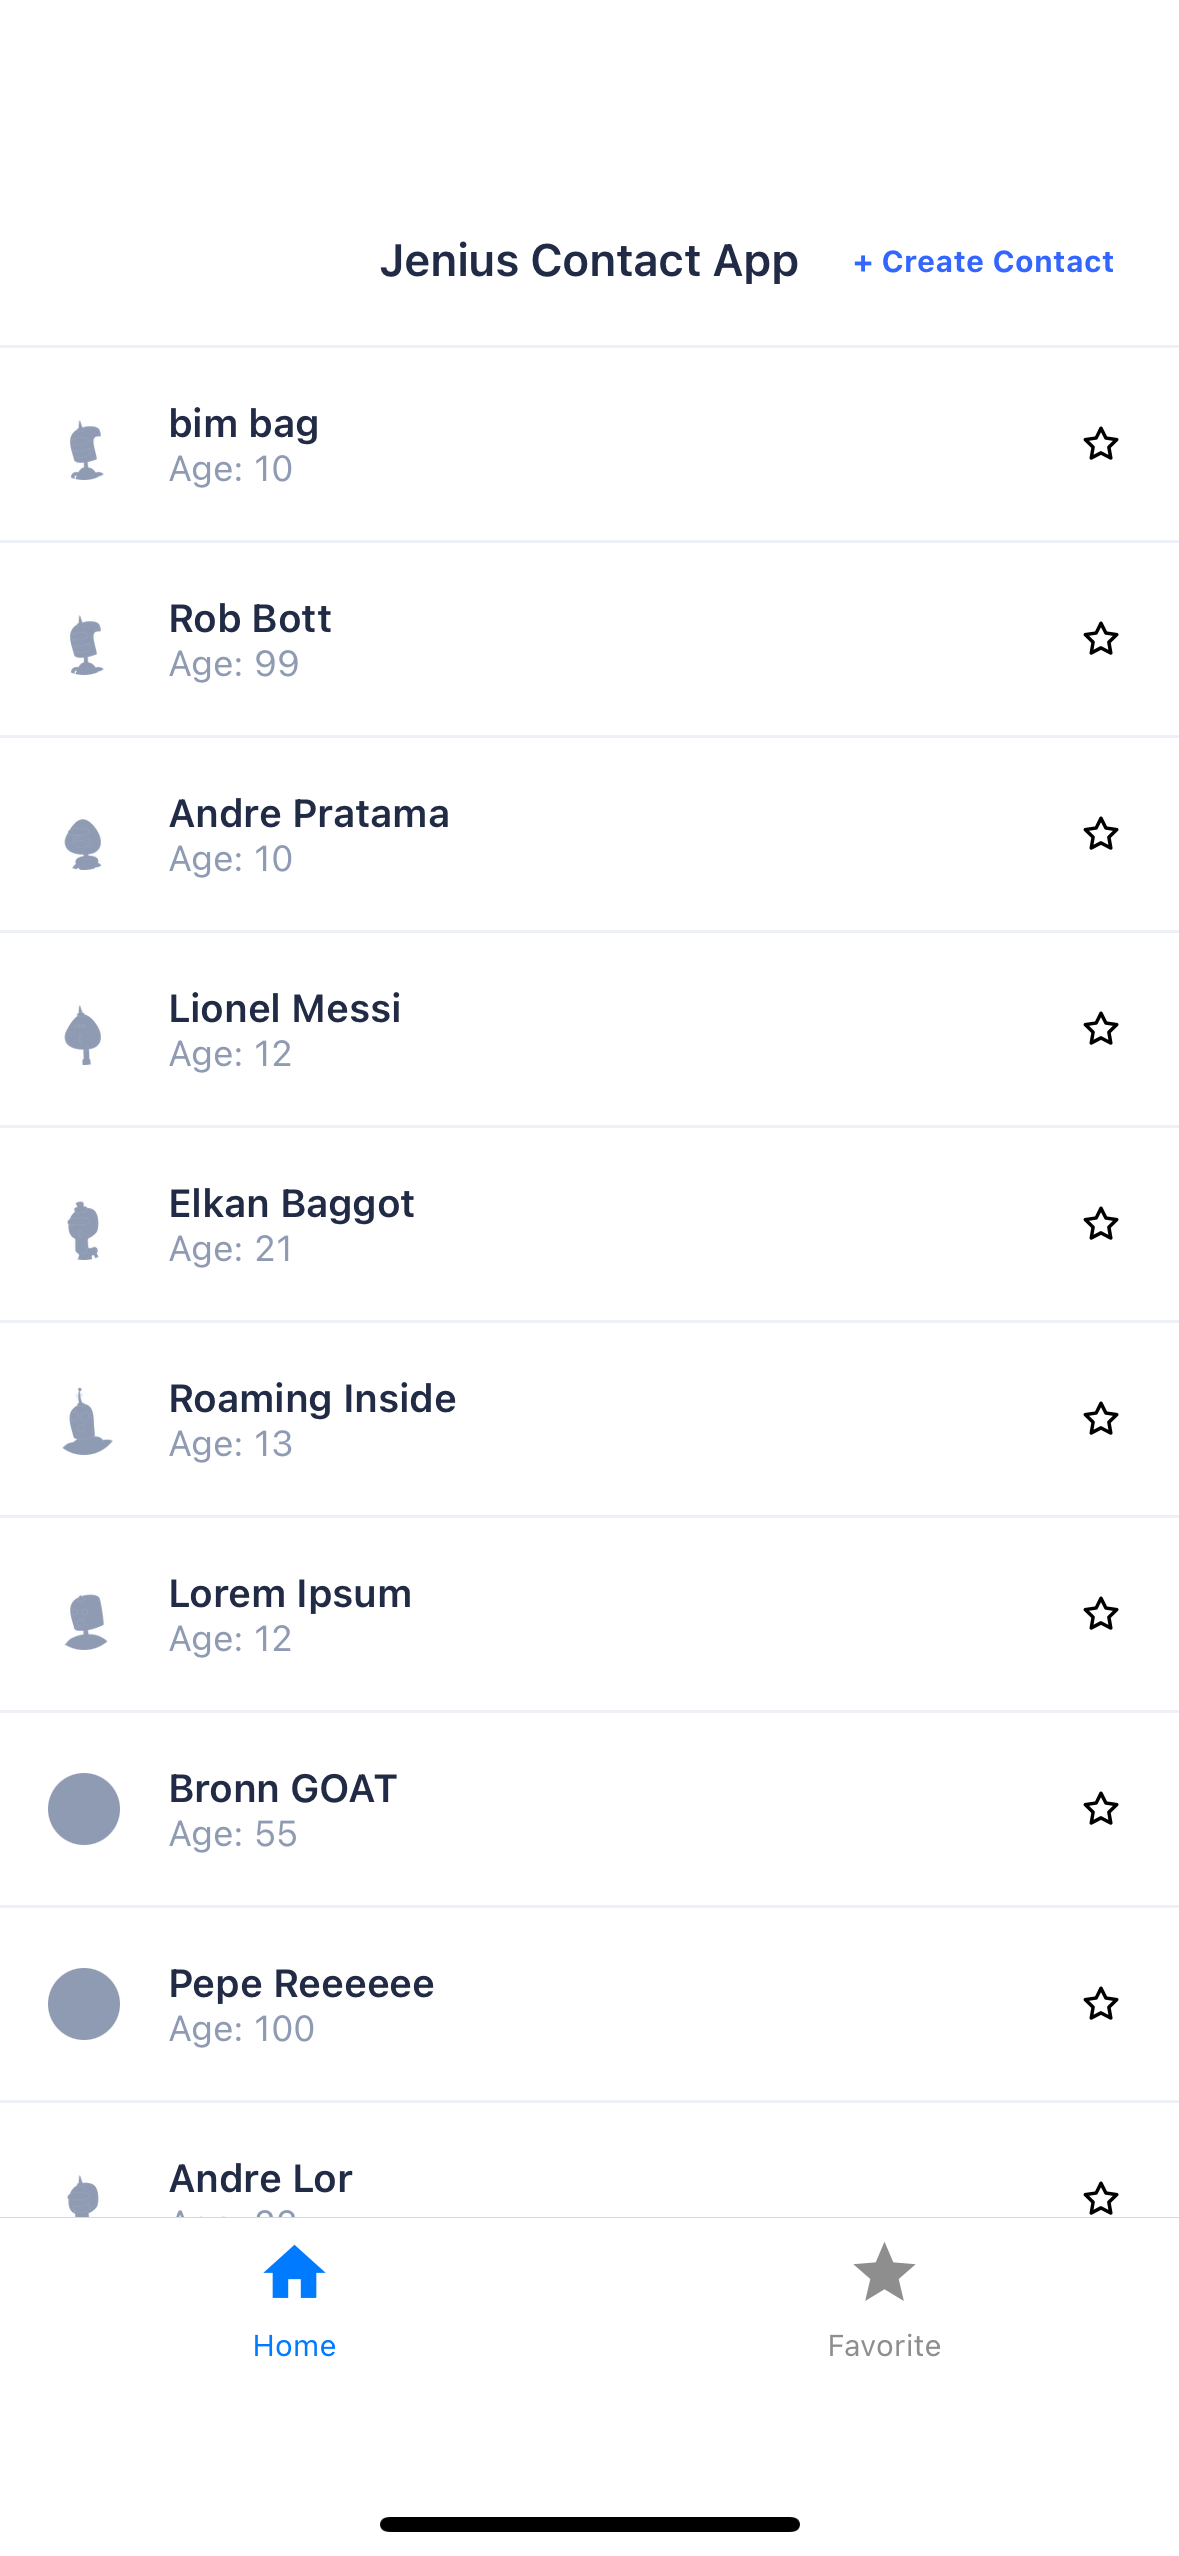 Jenius Contact App + Create Contact
bim bag
Age: 10
Rob Bott
Age: 99
Andre Pratama
Age: 10
Lionel Messi
Age: 12
Elkan Baggot
Age: 21
Roaming Inside
Age: 13
Lorem Ipsum
Age: 12
Bronn GOAT
Age: 55
Pepe Reeeeee
Age: 100
Andre Lor
Home
Favorite